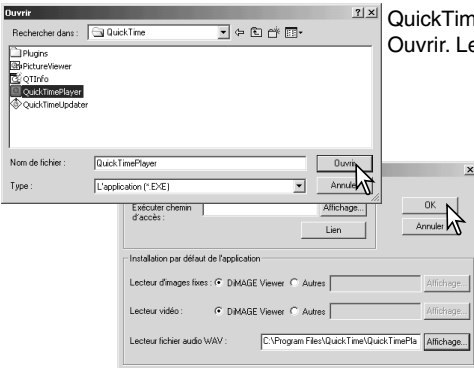 Ouvrir
Rechercher dans : QuickTime
Plugins
PictureViewer
QTInfo
QuickTimePlayer
QuickTimeUpdater
Nom de fichier : QuickTimePlayer Ouvrir
Type : L'application (*.EXE) Annuler
QuickTim
Ouvrir. Le
Exécuter chemin d'accès : Affichage...
Lien
OK
Annuler
Installation par défaut de l'application
Lecteur d'images fixes : DiMAGE Viewer Autres Affichage...
Lecteur vidéo : DiMAGE Viewer Autres Affichage...
Lecteur fichier audio WAV : C:\Program Files\QuickTime\QuickTimePla Affichage...